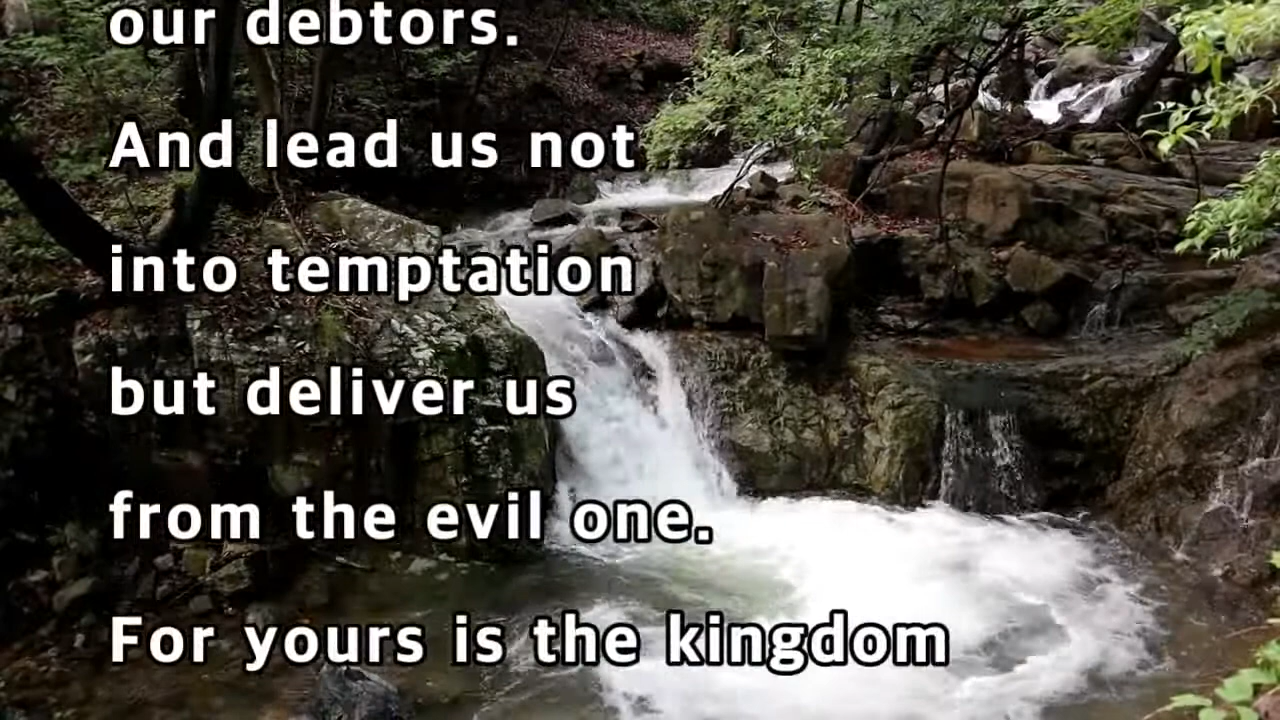 our debtors.
And lead us not
into temptation
but deliver us
from the evil one.
For yours is the kingdom